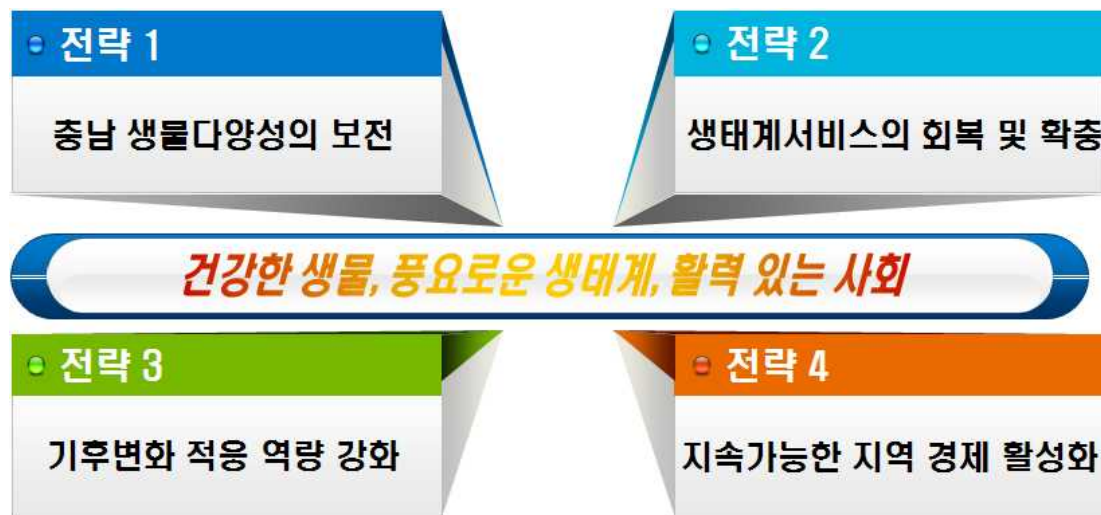 전략 1
충남 생물다양성의 보전
전략 2
생태계서비스의 회복 및 확충
건강한 생물, 풍요로운 생태계, 활력 있는 사회
전략 3
기후변화 적응 역량 강화
전략 4
지속가능한 지역 경제 활성화